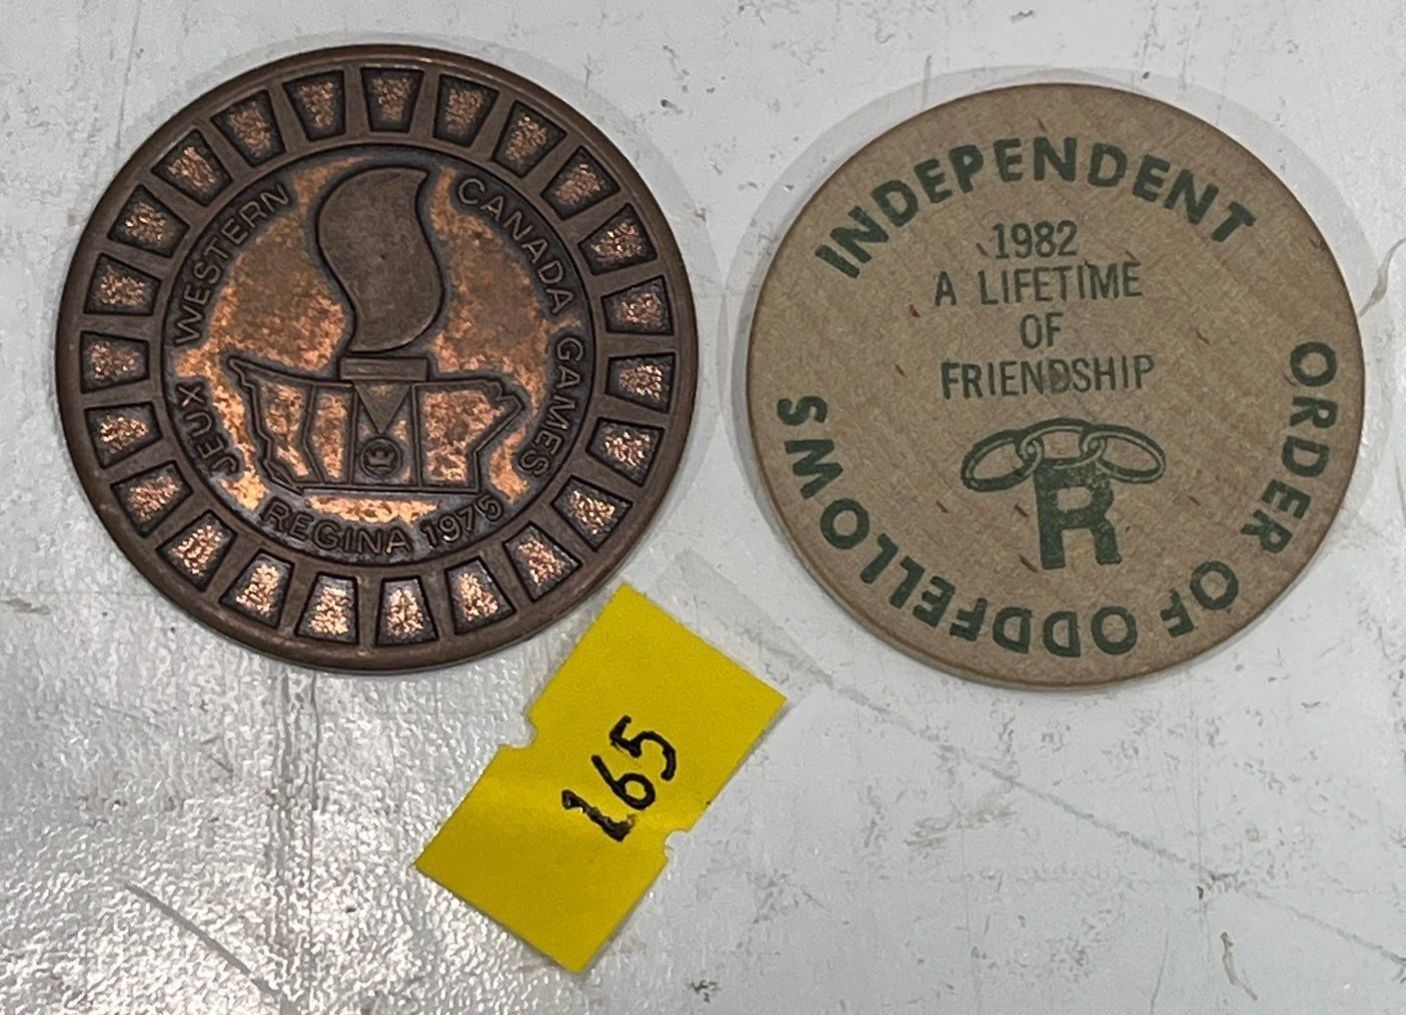 JEUX WESTERN CANADA GAMES
REGINA 1975
INDEPENDENT ORDER OF ODDFELLOWS
1982
A LIFETIME
OF
FRIENDSHIP
R
165